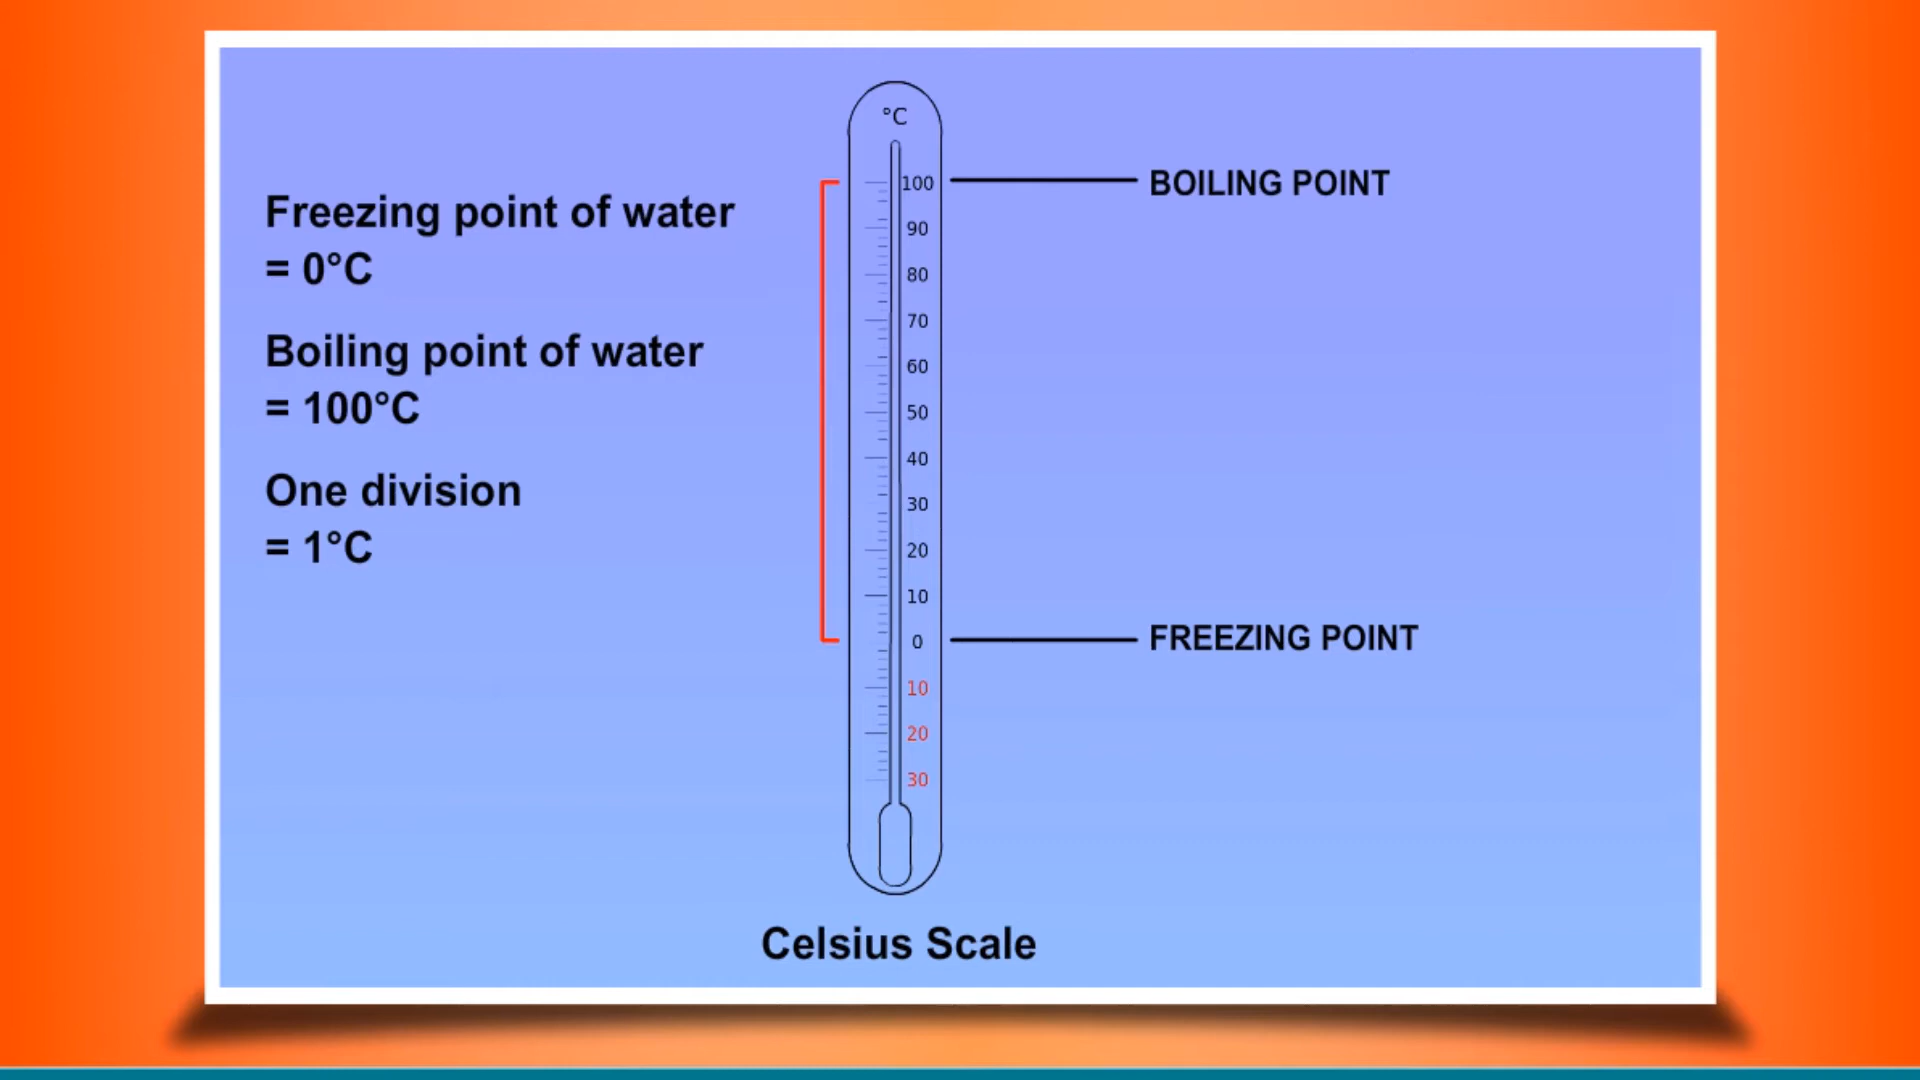 Freezing point of water
= 0°C
Boiling point of water
= 100°C
One division
= 1°C
°C
100
90
80
70
60
50
40
30
20
10
0
10
20
30
BOILING POINT
FREEZING POINT
Celsius Scale